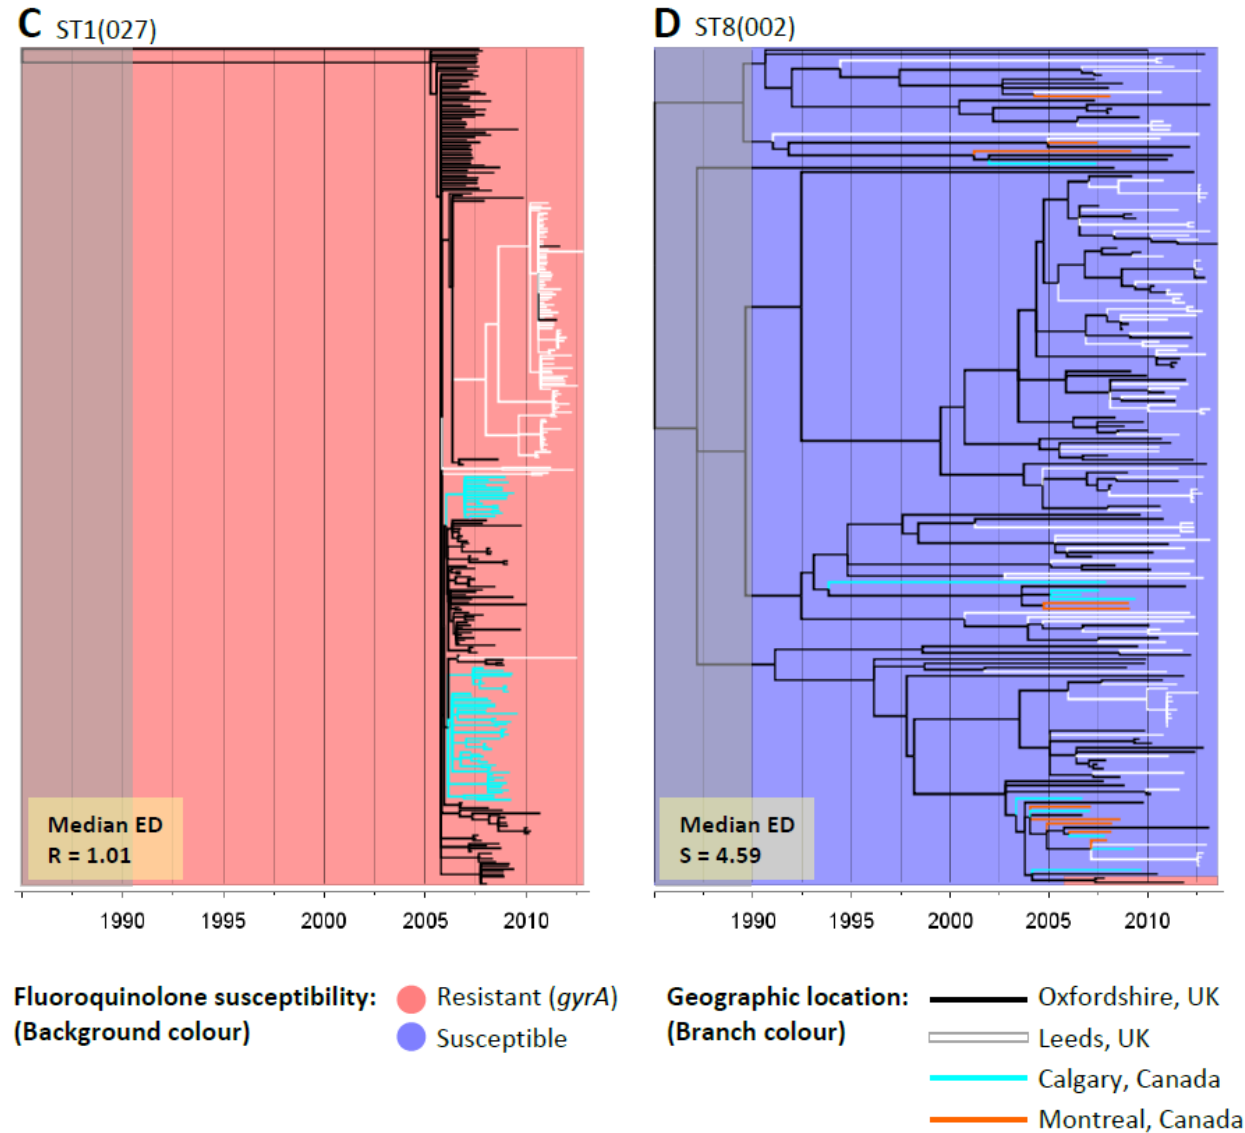 C ST1(027)
D ST8(002)
Median ED
R = 1.01
Median ED
S = 4.59
1990 1995 2000 2005 2010
1990 1995 2000 2005 2010
Fluoroquinolone susceptibility:
(Background colour)
Resistant (gyrA)
Susceptible
Geographic location:
(Branch colour)
Oxfordshire, UK
Leeds, UK
Calgary, Canada
Montreal, Canada